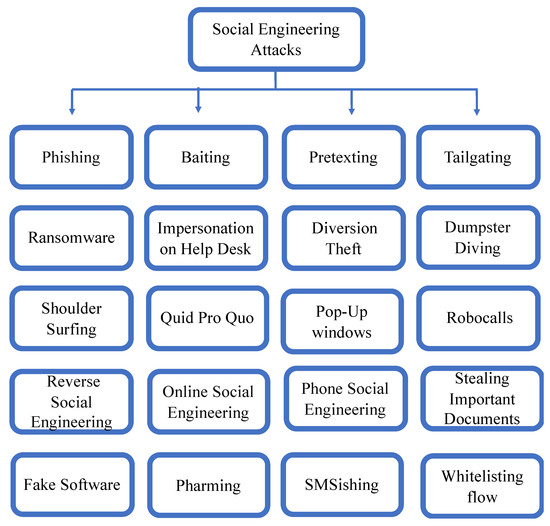 Social Engineering
Attacks
Phishing
Baiting
Pretexting
Tailgating
Ransomware
Impersonation
on Help Desk
Diversion
Theft
Dumpster
Diving
Shoulder
Surfing
Quid Pro Quo
Pop-Up
windows
Robocalls
Reverse
Social
Engineering
Online Social
Engineering
Phone Social
Engineering
Stealing
Important
Documents
Fake Software
Pharming
SMSishing
Whitelisting
flow